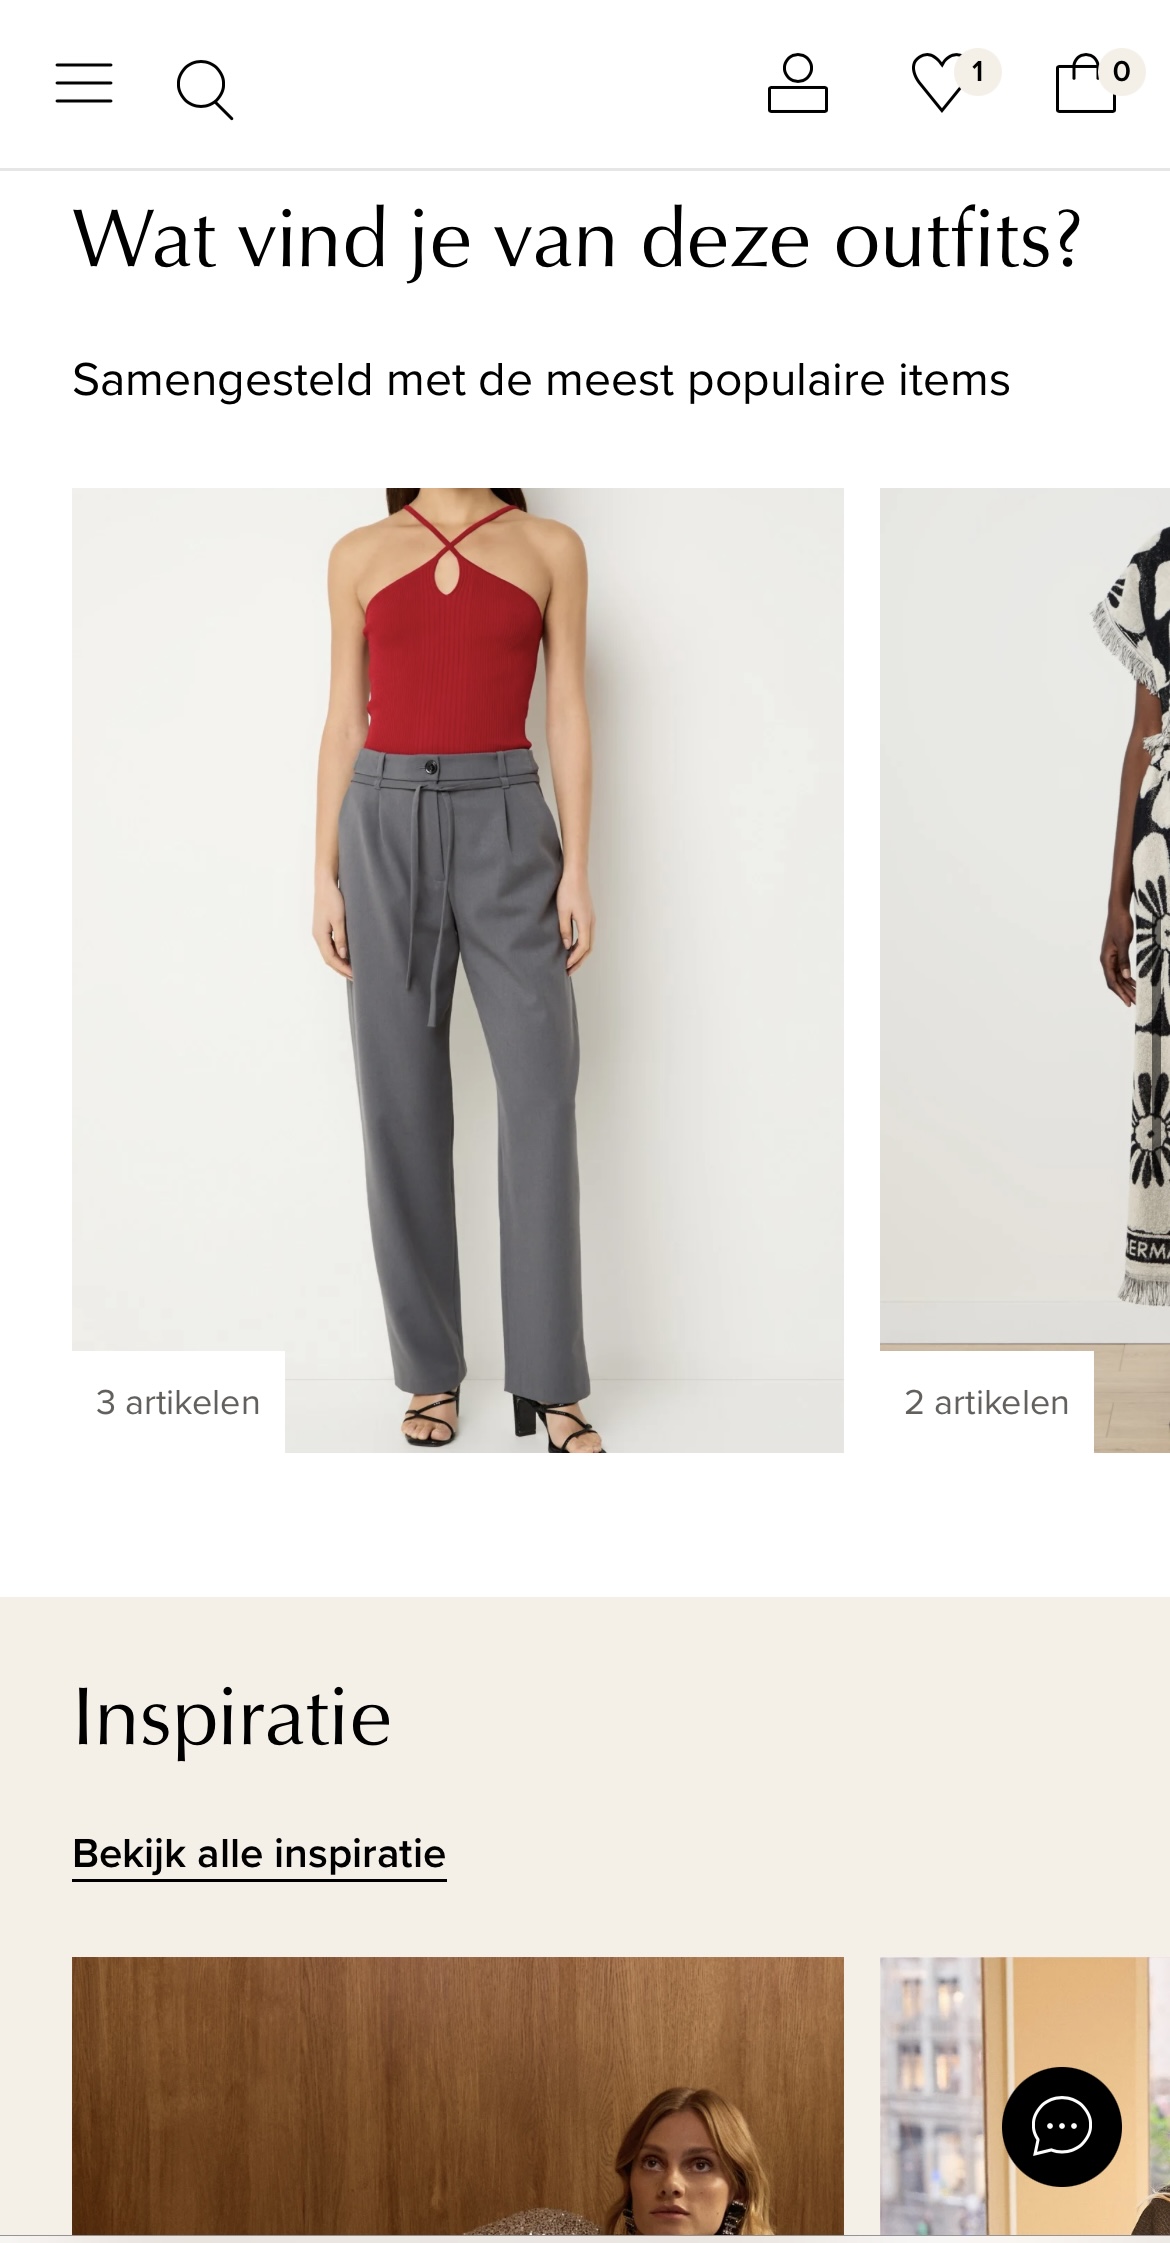 1
0
Wat vind je van deze outfits?
Samengesteld met de meest populaire items
3 artikelen
2 artikelen
Inspiratie
Bekijk alle inspiratie